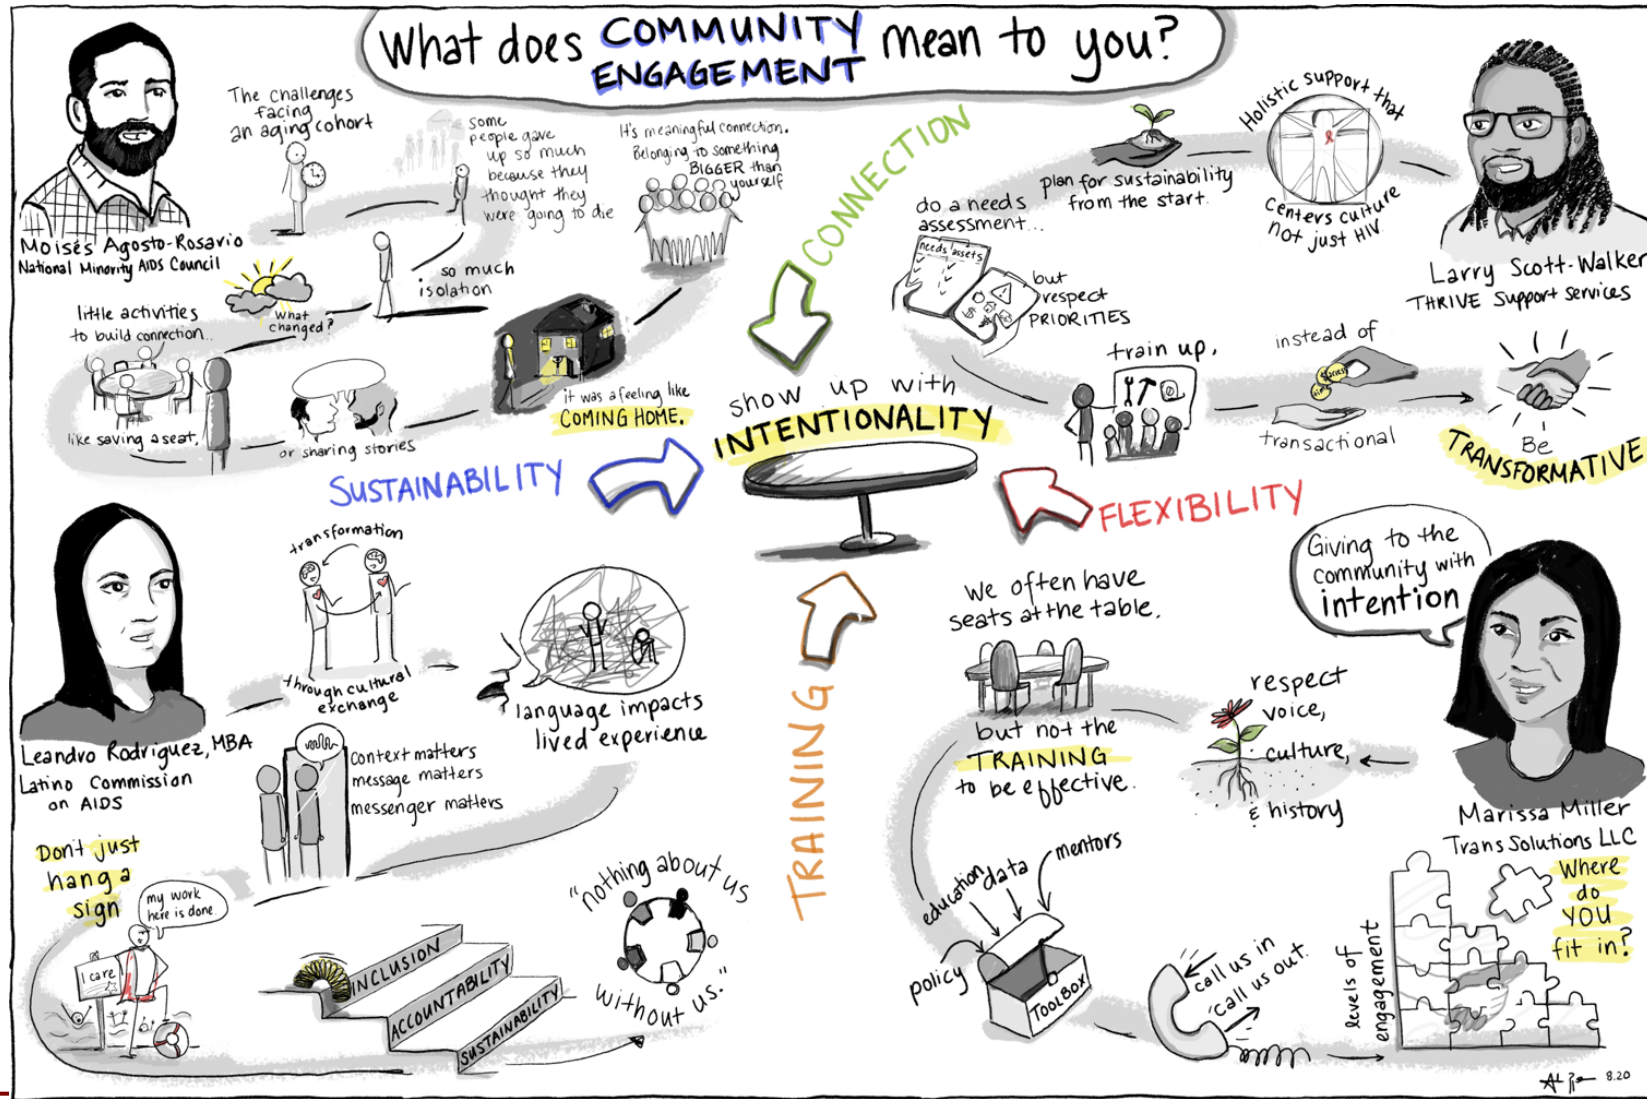 What does COMMUNITY mean to you?
ENGAGEMENT
Moisés Agosto-Rosario
National Minority AIDS Council
The challenges
facing
an aging cohort
some
people gave
up so much
because they
thought they
were going to die
so much
isolation
What
changed?
little activities
to build connection..
like saving a seat,
or sharing stories
it was a feeling like
COMING HOME.
It's meaningful connection.
Belonging to something
BIGGER than
yourself
CONNECTION
show up with
INTENTIONALITY
SUSTAINABILITY
FLEXIBILITY
TRAINING
Larry Scott-Walker
THRIVE Support Services
Holistic support that
centers culture
not just HIV
plan for sustainability
from the start.
do a needs
assessment...
needs assets
but
respect
PRIORITIES
train up,
instead of
transactional
Be
TRANSFORMATIVE
Leandro Rodriguez, MBA
Latino Commission
on AIDS
transformation
through cultural
exchange
language impacts
lived experience
Context matters
message matters
messenger matters
Don't just
hang a
sign
my work
here is done.
I care
INCLUSION
ACCOUNTABILITY
SUSTAINABILITY
"nothing about us
without us."
Giving to the
community with
intention
Marissa Miller
Trans Solutions LLC
respect
voice,
culture,
& history
We often have
seats at the table.
but not the
TRAINING
to be effective.
policy
education
data
mentors
TOOLBOX
call us in
"call us out.
levels of
engagement
Where
do
YOU
fit in?
8.20